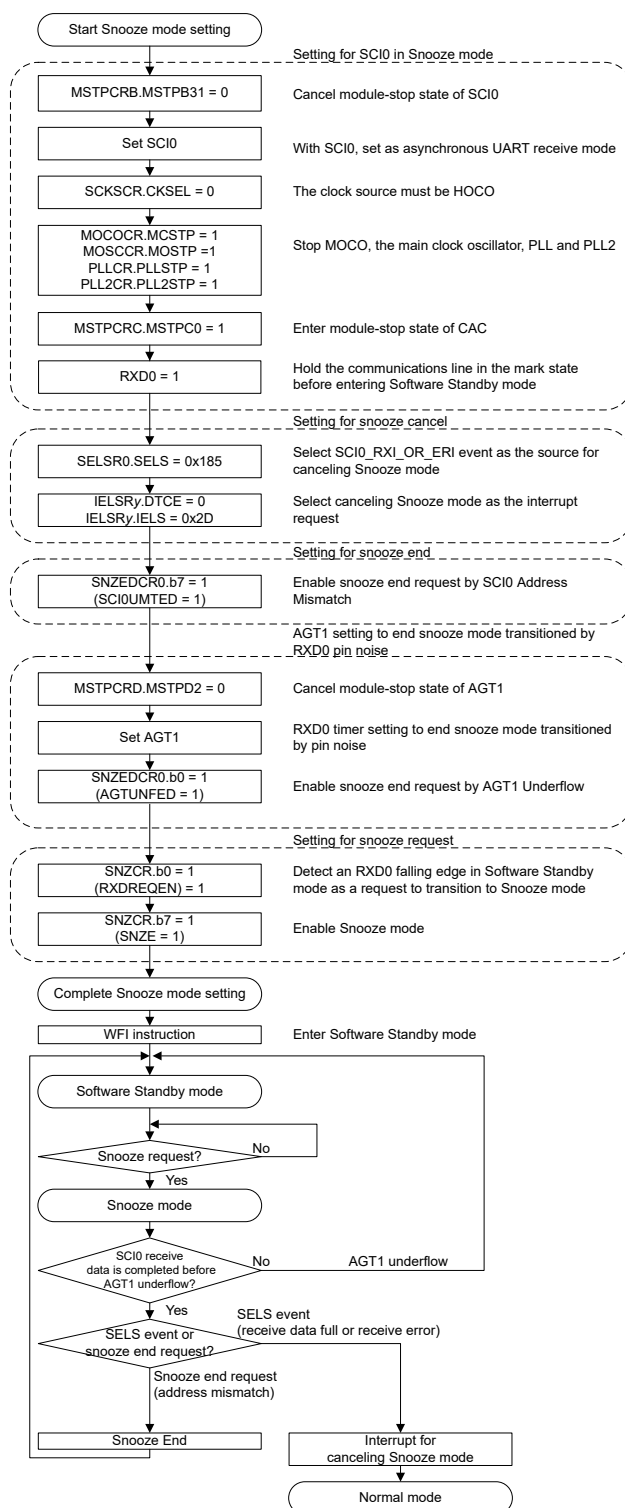 Start Snooze mode setting
Setting for SCI0 in Snooze mode
MSTPCRB.MSTPB31 = 0
Cancel module-stop state of SCI0
Set SCI0
With SCI0, set as asynchronous UART receive mode
SCKSCR.CKSEL = 0
The clock source must be HOCO
MOCOCR.MCSTP = 1
MOSCCR.MOSTP =1
PLLCR.PLLSTP = 1
PLL2CR.PLL2STP = 1
Stop MOCO, the main clock oscillator, PLL and PLL2
MSTPCRC.MSTPC0 = 1
Enter module-stop state of CAC
RXD0 = 1
Hold the communications line in the mark state
before entering Software Standby mode
Setting for snooze cancel
SELSR0.SELS = 0x185
Select SCI0_RXI_OR_ERI event as the source for
canceling Snooze mode
IELSRy.DTCE = 0
IELSRy.IELS = 0x2D
Select canceling Snooze mode as the interrupt
request
Setting for snooze end
SNZEDCR0.b7 = 1
(SCI0UMTED = 1)
Enable snooze end request by SCI0 Address
Mismatch
AGT1 setting to end snooze mode transitioned by
RXD0 pin noise
MSTPCRD.MSTPD2 = 0
Cancel module-stop state of AGT1
Set AGT1
RXD0 timer setting to end snooze mode transitioned
by pin noise
SNZEDCR0.b0 = 1
(AGTUNFED = 1)
Enable snooze end request by AGT1 Underflow
Setting for snooze request
SNZCR.b0 = 1
(RXDREQEN) = 1
Detect an RXD0 falling edge in Software Standby
mode as a request to transition to Snooze mode
SNZCR.b7 = 1
(SNZE = 1)
Enable Snooze mode
Complete Snooze mode setting
WFI instruction
Enter Software Standby mode
Software Standby mode
Snooze request?
No
Yes
Snooze mode
SCI0 receive
data is completed before
AGT1 underflow?
No
AGT1 underflow
Yes
SELS event
(receive data full or receive error)
SELS event or
snooze end request?
Snooze end request
(address mismatch)
Snooze End
Interrupt for
canceling Snooze mode
Normal mode